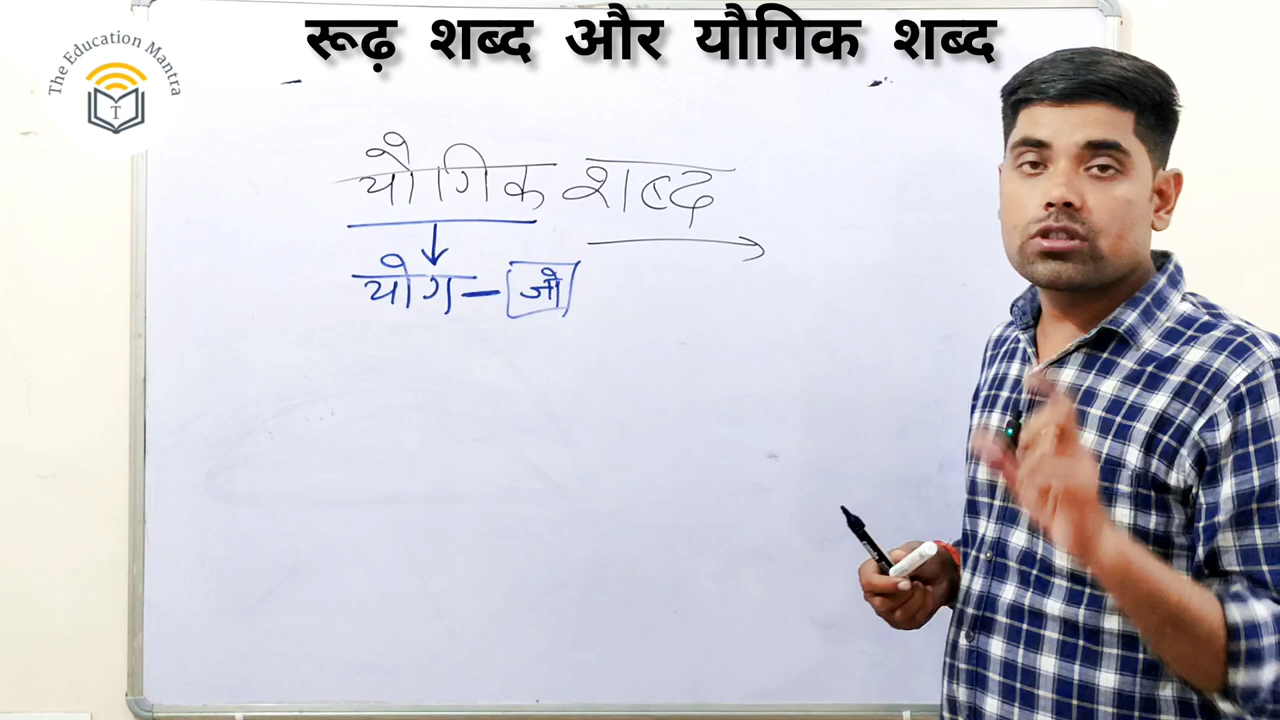 रूढ़ शब्द और यौगिक शब्द
The Education Mantra
T
यौगिक शब्द
योग - जो